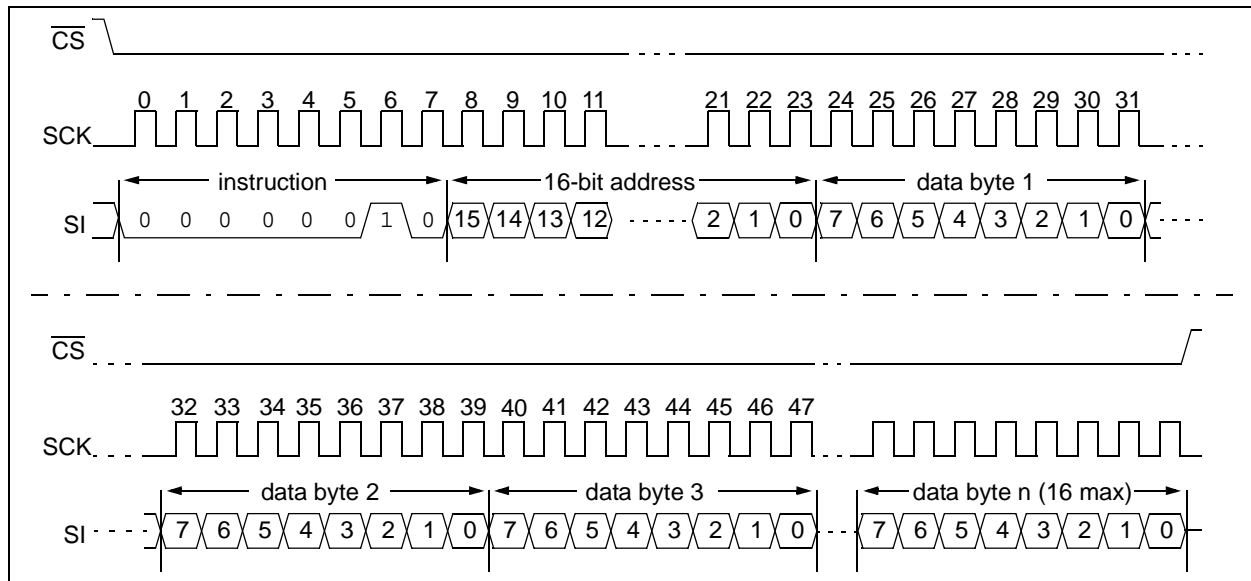 CS
0 1 2 3 4 5 6 7 8 9 10 11 21 22 23 24 25 26 27 28 29 30 31
SCK
instruction 16-bit address data byte 1
SI 0 0 0 0 0 0 1 0 15 14 13 12 2 1 0 7 6 5 4 3 2 1 0
CS
32 33 34 35 36 37 38 39 40 41 42 43 44 45 46 47
SCK
data byte 2 data byte 3 data byte n (16 max)
SI 7 6 5 4 3 2 1 0 7 6 5 4 3 2 1 0 7 6 5 4 3 2 1 0